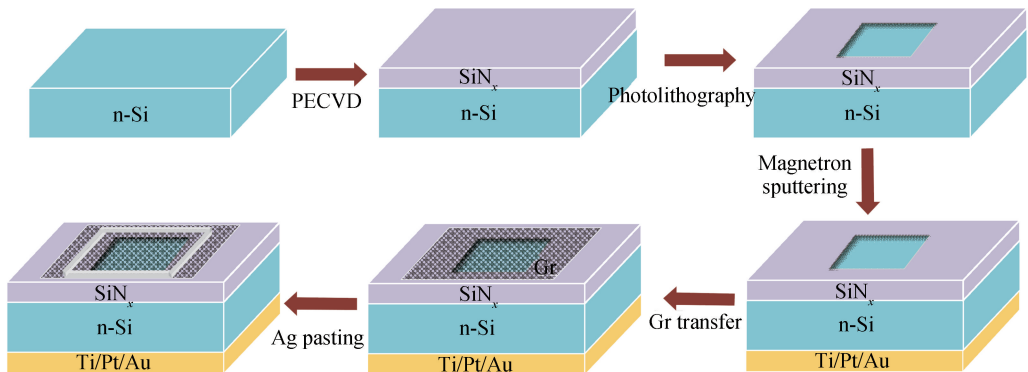 n-Si
PECVD
SiNₓ
n-Si
Photolithography
SiNₓ
n-Si
Magnetron
sputtering
SiNₓ
n-Si
Ti/Pt/Au
Gr transfer
Gr
SiNₓ
n-Si
Ti/Pt/Au
Ag pasting
SiNₓ
n-Si
Ti/Pt/Au